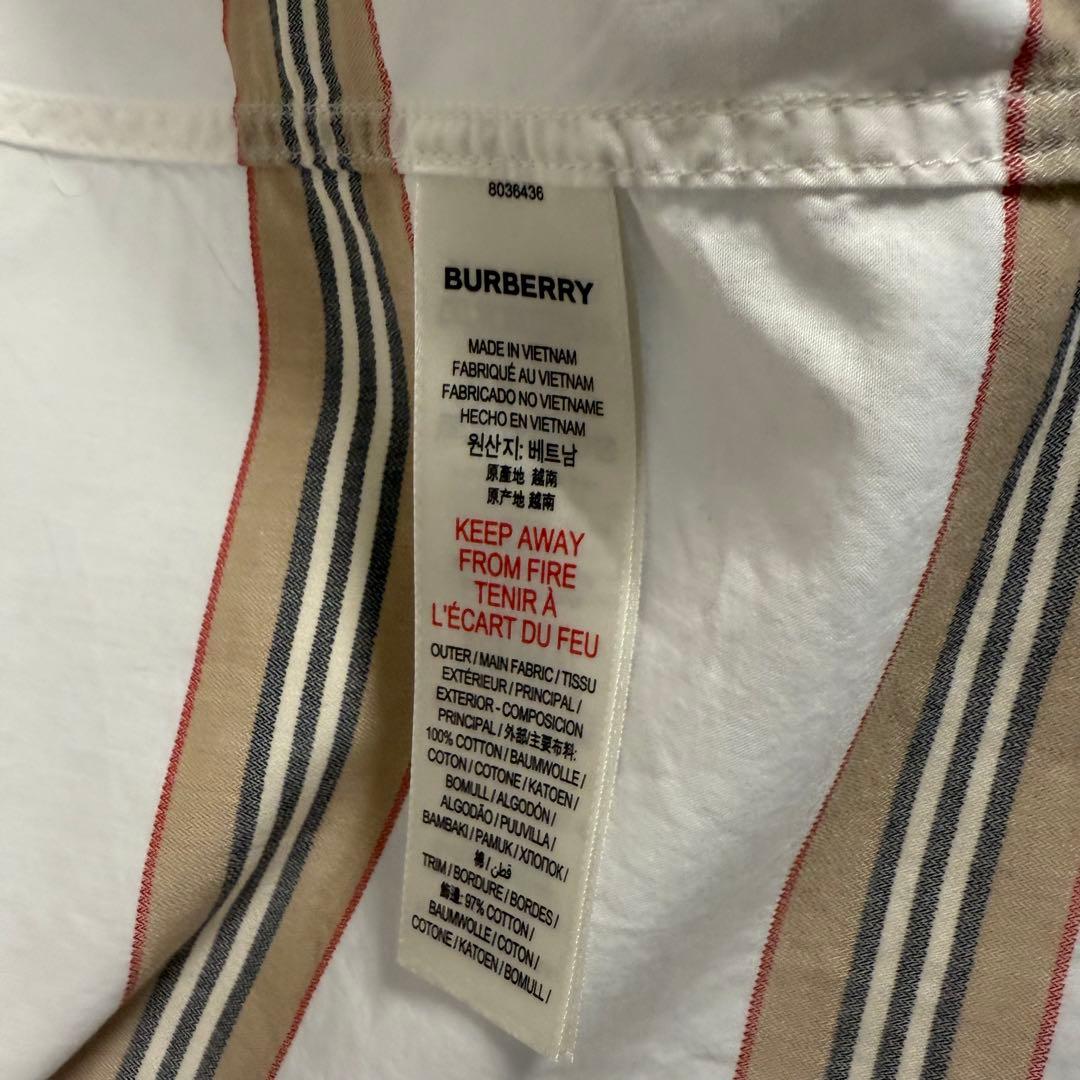 8036436
BURBERRY
MADE IN VIETNAM
FABRIQUÉ AU VIETNAM
FABRICADO NO VIETNAME
HECHO EN VIETNAM
원산지: 베트남
原產地 越南
原产地 越南
KEEP AWAY
FROM FIRE
TENIR À
L'ÉCART DU FEU
OUTER / MAIN FABRIC / TISSU
EXTÉRIEUR / PRINCIPAL /
EXTERIOR - COMPOSICION
PRINCIPAL / 外部/主要布料:
100% COTTON / BAUMWOLLE /
COTON / COTONE / KATOEN /
BOMULL / ALGODÓN /
ALGODÃO / PUUVILLA /
BAMBAKI / PAMUK / ХЛОПОК /
棉 / قطن /
TRIM / BORDURE / BORDES /
飾邊: 97% COTTON /
BAUMWOLLE / COTON /
COTONE / KATOEN / BOMULL /